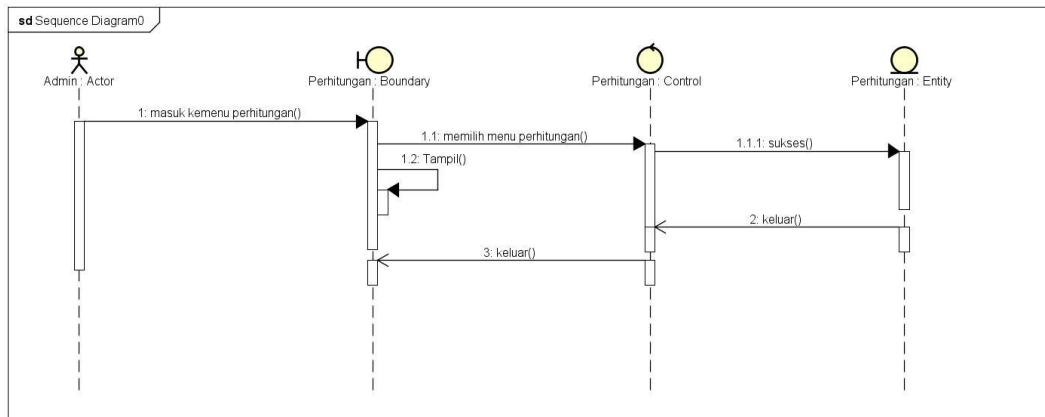 sd Sequence Diagram0
Admin : Actor
Perhitungan : Boundary
Perhitungan : Control
Perhitungan : Entity
1: masuk kemenu perhitungan()
1.1: memilih menu perhitungan()
1.1.1: sukses()
1.2: Tampil()
2: keluar()
3: keluar()